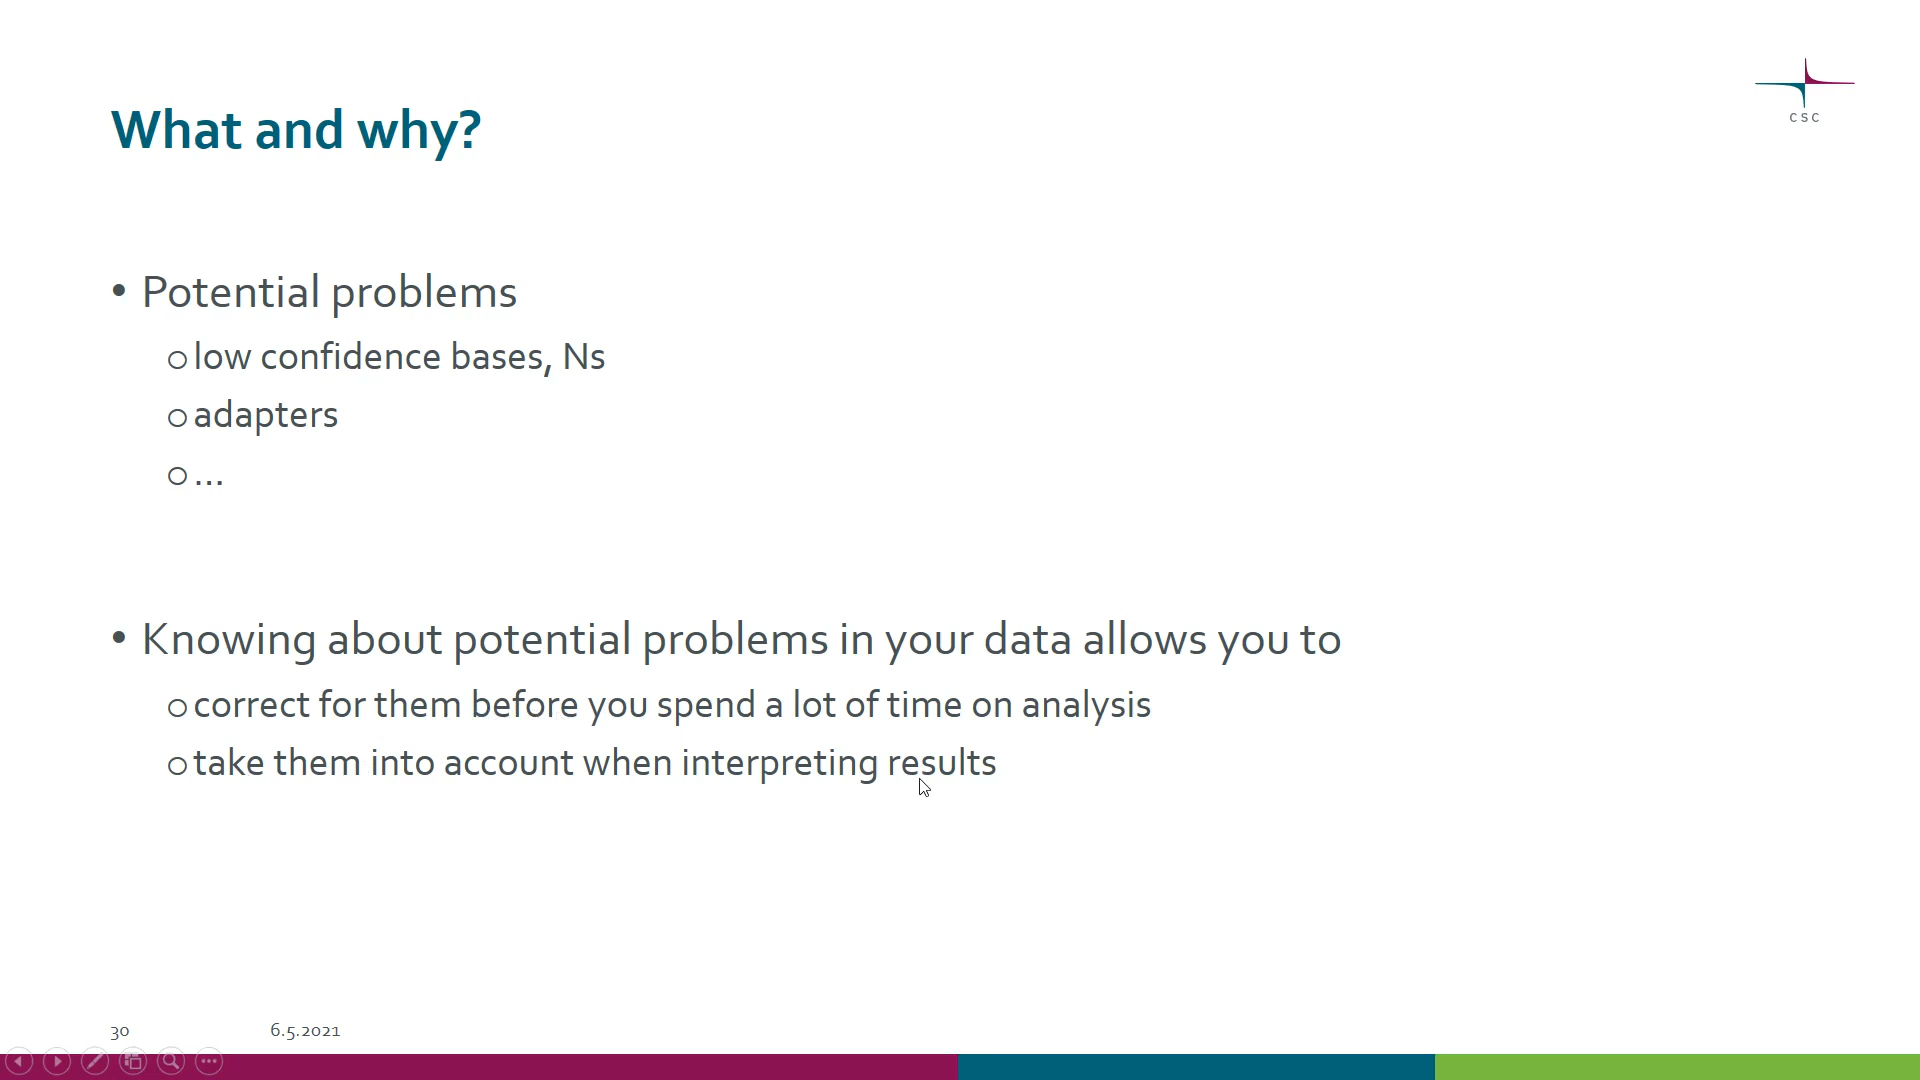 CSC
What and why?
• Potential problems
o low confidence bases, Ns
o adapters
o ...
• Knowing about potential problems in your data allows you to
o correct for them before you spend a lot of time on analysis
o take them into account when interpreting results
30 6.5.2021